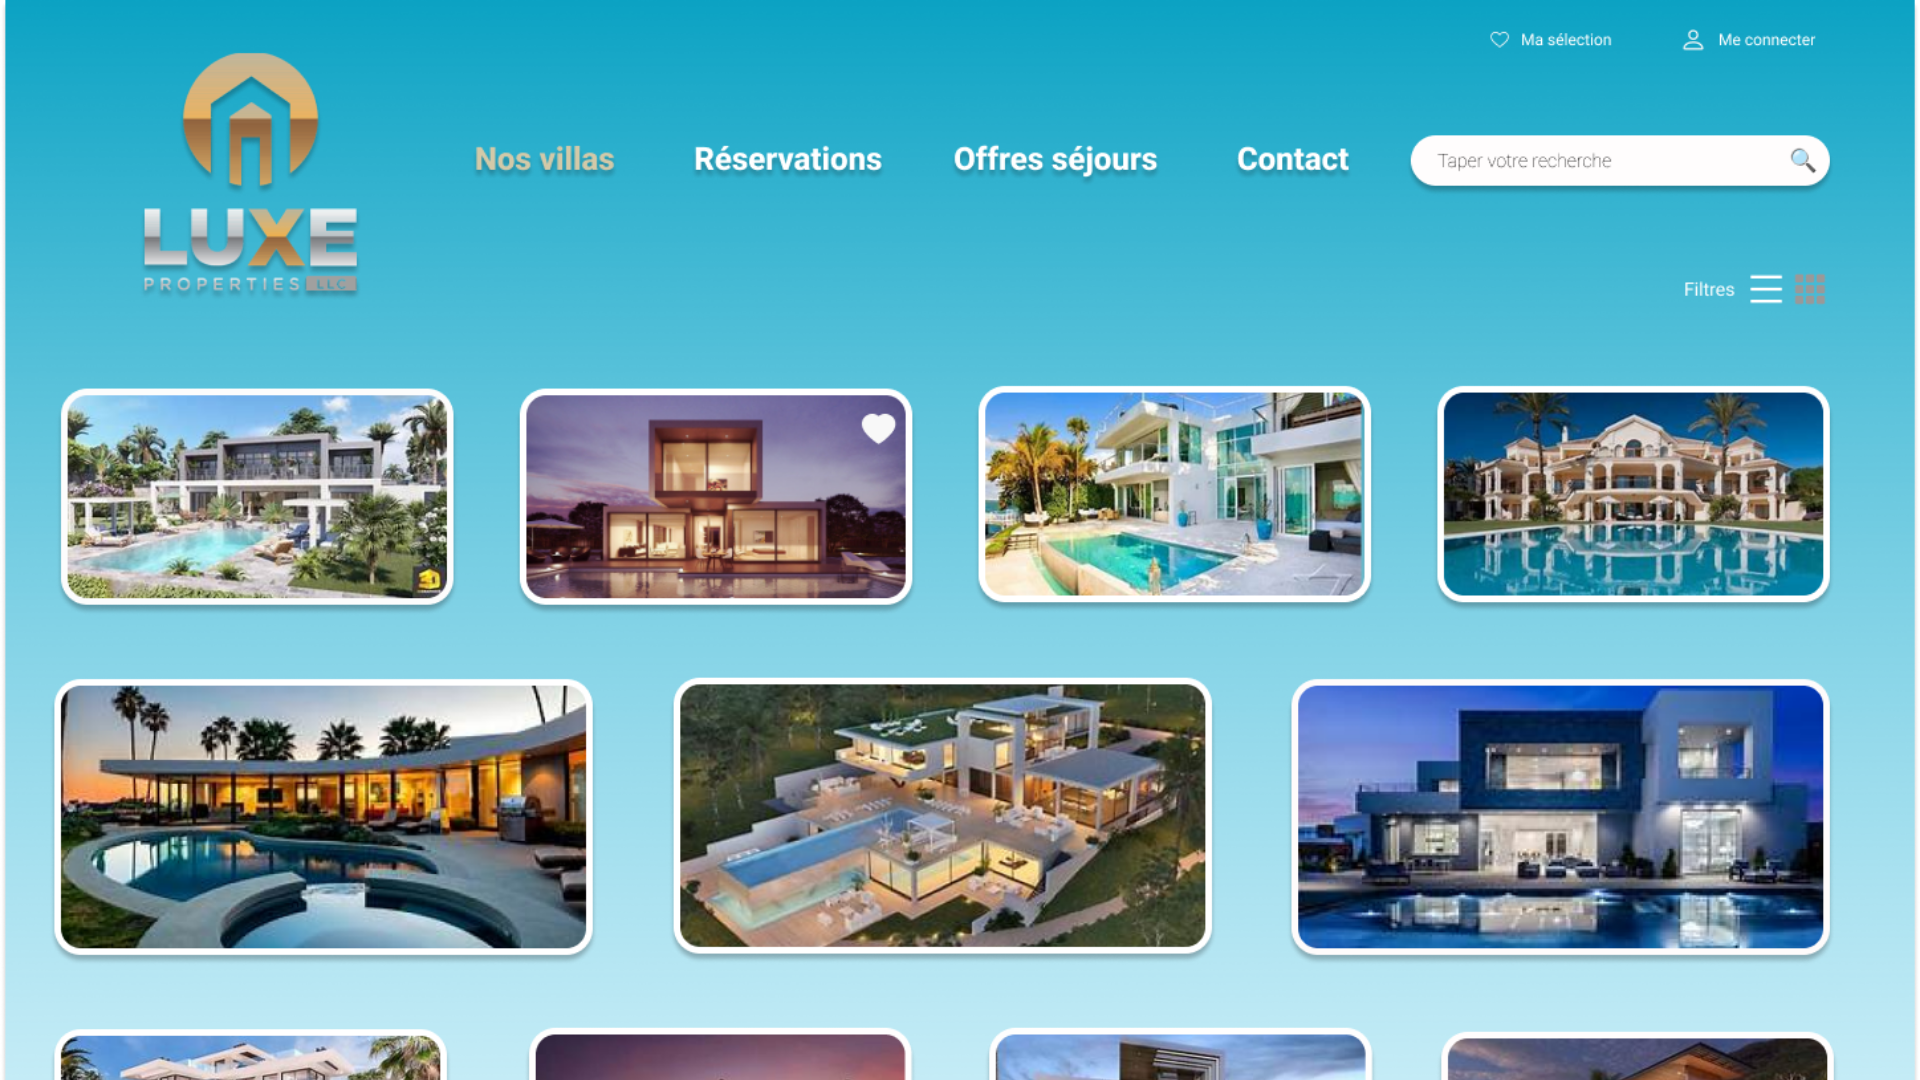 Ma sélection
Me connecter
Nos villas
Réservations
Offres séjours
Contact
Taper votre recherche
LUXE
PROPERTIES LLC
Filtres